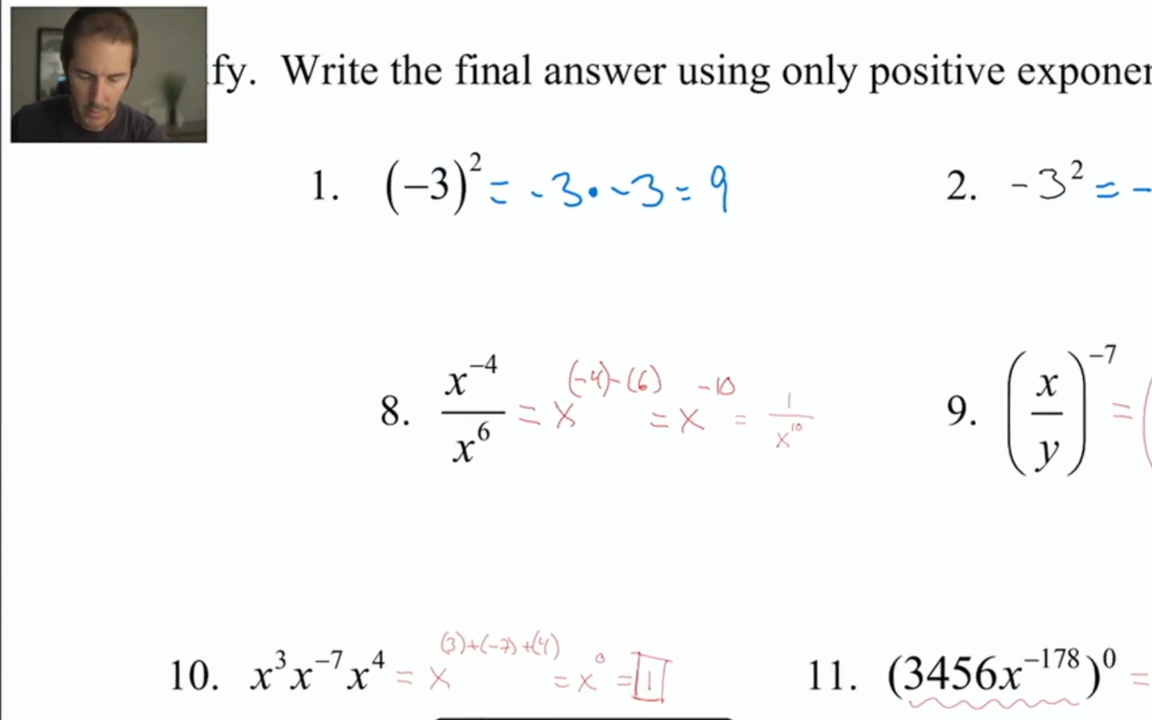 fy. Write the final answer using only positive exponen
1. (−3)² = -3 · -3 = 9
2. -3² = -
8. x⁻⁴/x⁶ = x⁽⁻⁴⁾⁻⁽⁶⁾ = x⁻¹⁰ = 1/x¹⁰
9. (x/y)⁻⁷ = (
10. x³x⁻⁷x⁴ = x⁽³⁾⁺⁽⁻⁷⁾⁺⁽⁴⁾ = x⁰ = 1
11. (3456x⁻¹⁷⁸)⁰ =